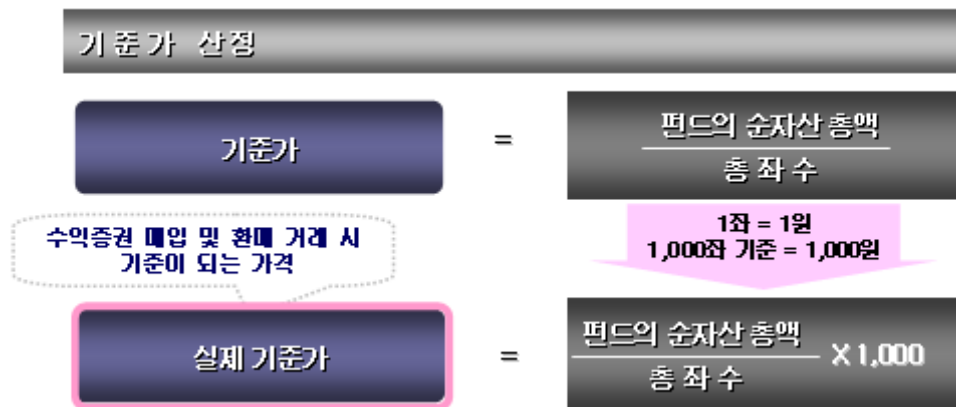 기준가 산정
기준가
=
펀드의 순자산 총액
총 좌 수
수익증권 매입 및 환매 거래 시
기준이 되는 가격
1좌 = 1원
1,000좌 기준 = 1,000원
실제 기준가
=
펀드의 순자산 총액
총 좌 수
X 1,000